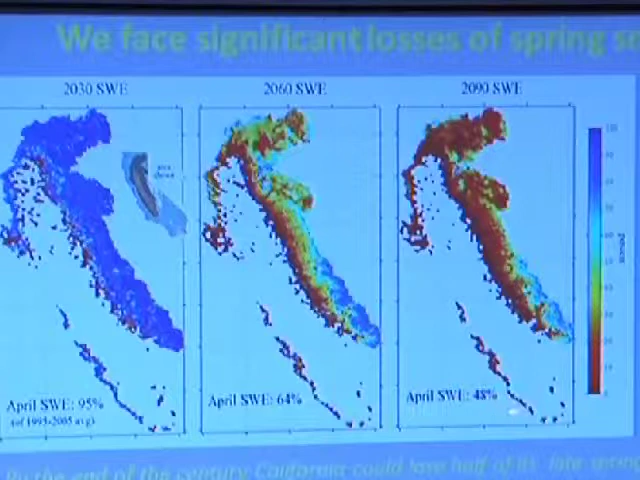 We face significant losses of spring
2030 SWE
2060 SWE
2090 SWE
April SWE: 95%
(of 1995-2005 avg)
April SWE: 64%
April SWE: 48%
By the end of the century California could lose half of its late spring